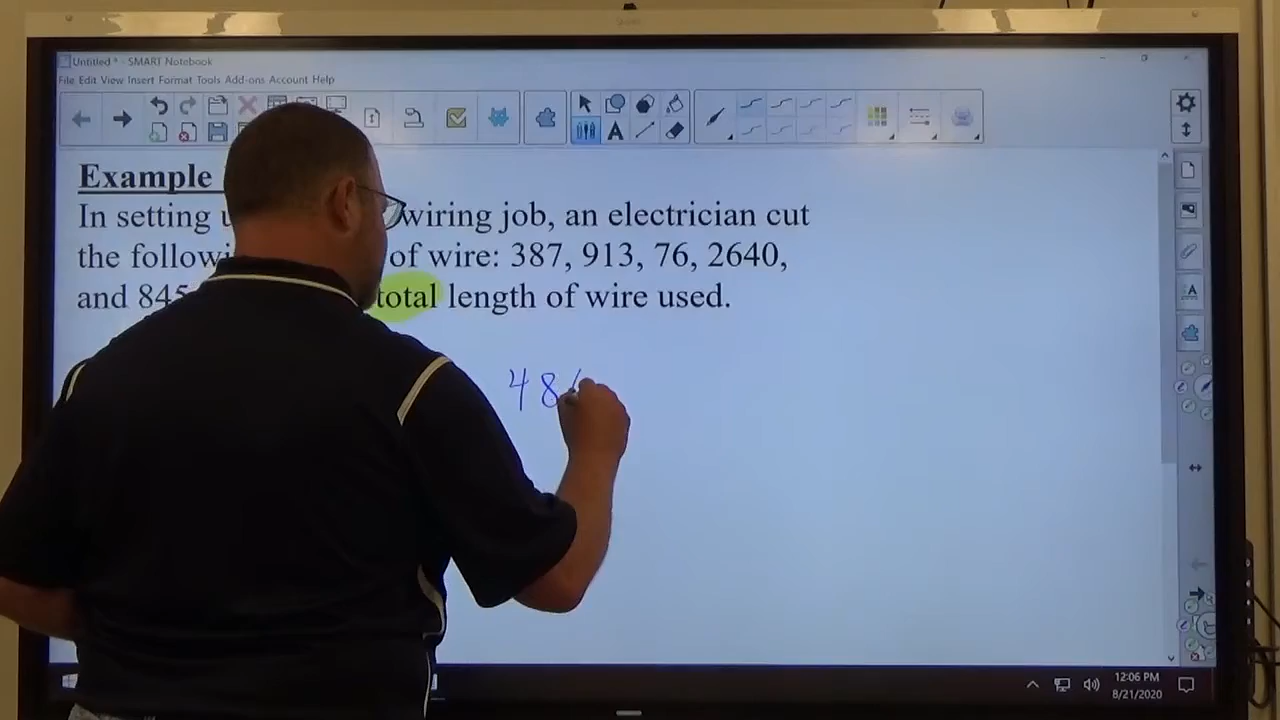 Untitled * - SMART Notebook
File Edit View Insert Format Tools Add-ons Account Help
Example
In setting wiring job, an electrician cut
the of wire: 387, 913, 76, 2640,
and 845 total length of wire used.
48
12:06 PM
8/21/2020